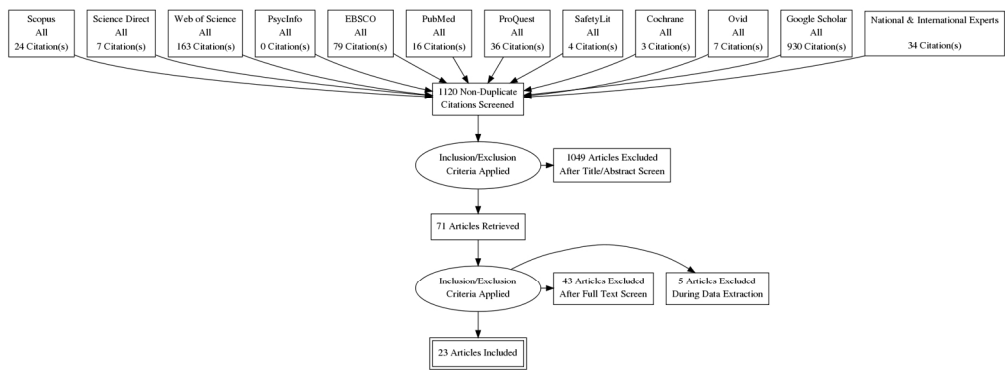 Scopus
All
24 Citation(s)
Science Direct
All
7 Citation(s)
Web of Science
All
163 Citation(s)
PsycInfo
All
0 Citation(s)
EBSCO
All
79 Citation(s)
PubMed
All
16 Citation(s)
ProQuest
All
36 Citation(s)
SafetyLit
All
4 Citation(s)
Cochrane
All
3 Citation(s)
Ovid
All
7 Citation(s)
Google Scholar
All
930 Citation(s)
National & International Experts
34 Citation(s)
1120 Non-Duplicate
Citations Screened
Inclusion/Exclusion
Criteria Applied
1049 Articles Excluded
After Title/Abstract Screen
71 Articles Retrieved
Inclusion/Exclusion
Criteria Applied
43 Articles Excluded
After Full Text Screen
5 Articles Excluded
During Data Extraction
23 Articles Included